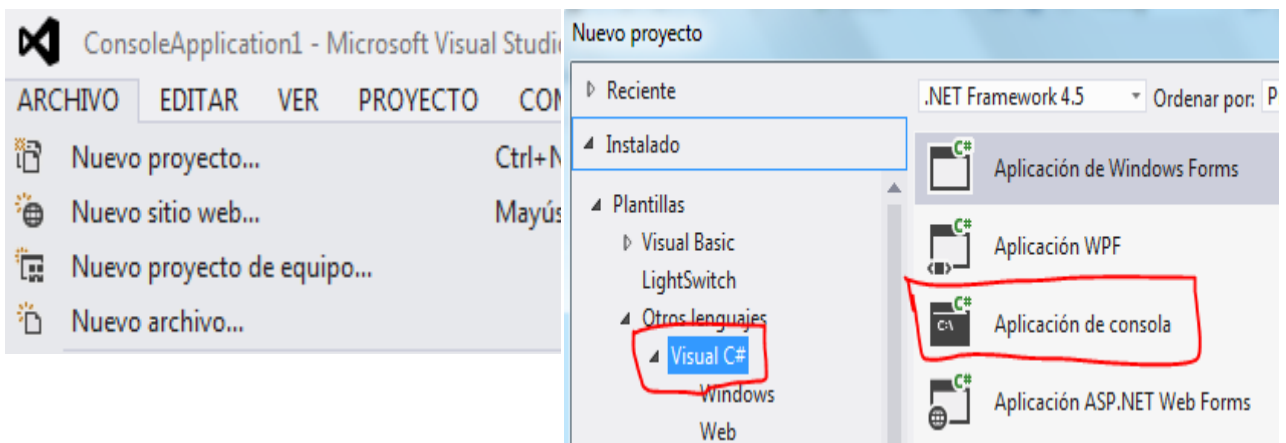 ConsoleApplication1 - Microsoft Visual Studio
ARCHIVO EDITAR VER PROYECTO
Nuevo proyecto... Ctrl+N
Nuevo sitio web... Mayús
Nuevo proyecto de equipo...
Nuevo archivo...
Nuevo proyecto
Reciente
Instalado
Plantillas
Visual Basic
LightSwitch
Otros lenguajes
Visual C#
Windows
Web
.NET Framework 4.5 Ordenar por: P
C# Aplicación de Windows Forms
C# Aplicación WPF
C# C:\ Aplicación de consola
C# Aplicación ASP.NET Web Forms